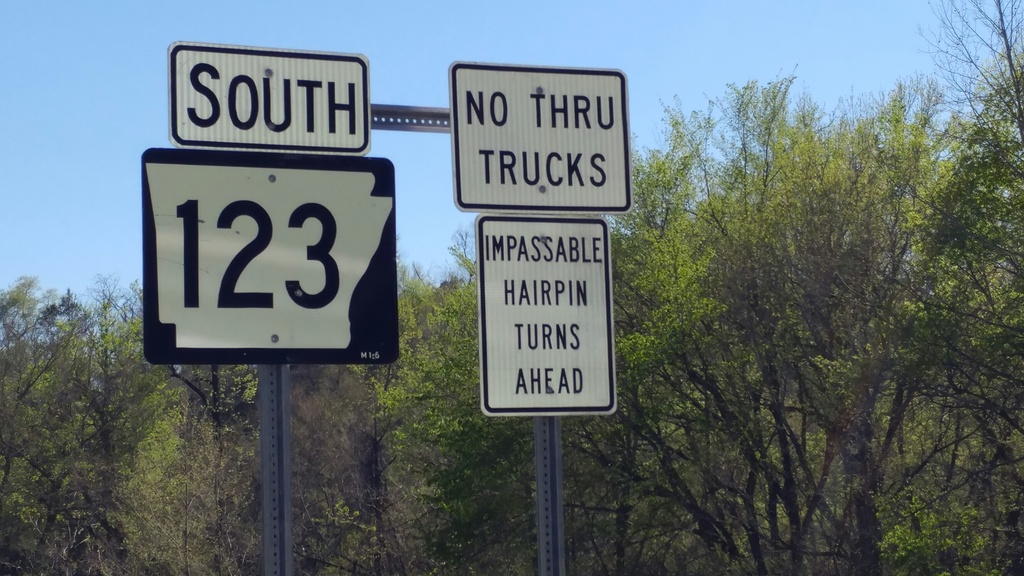 SOUTH
123
M1-6
NO THRU
TRUCKS
IMPASSABLE
HAIRPIN
TURNS
AHEAD